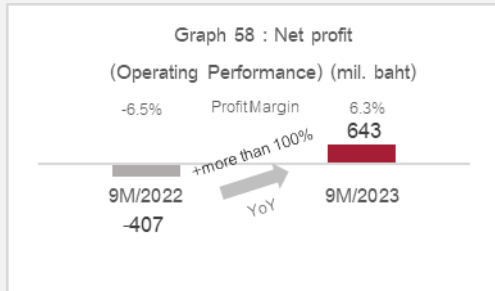 Graph 58 : Net profit
(Operating Performance) (mil. baht)
-6.5% ProfitMargin 6.3%
+more than 100% 643
9M/2022 YoY 9M/2023
-407